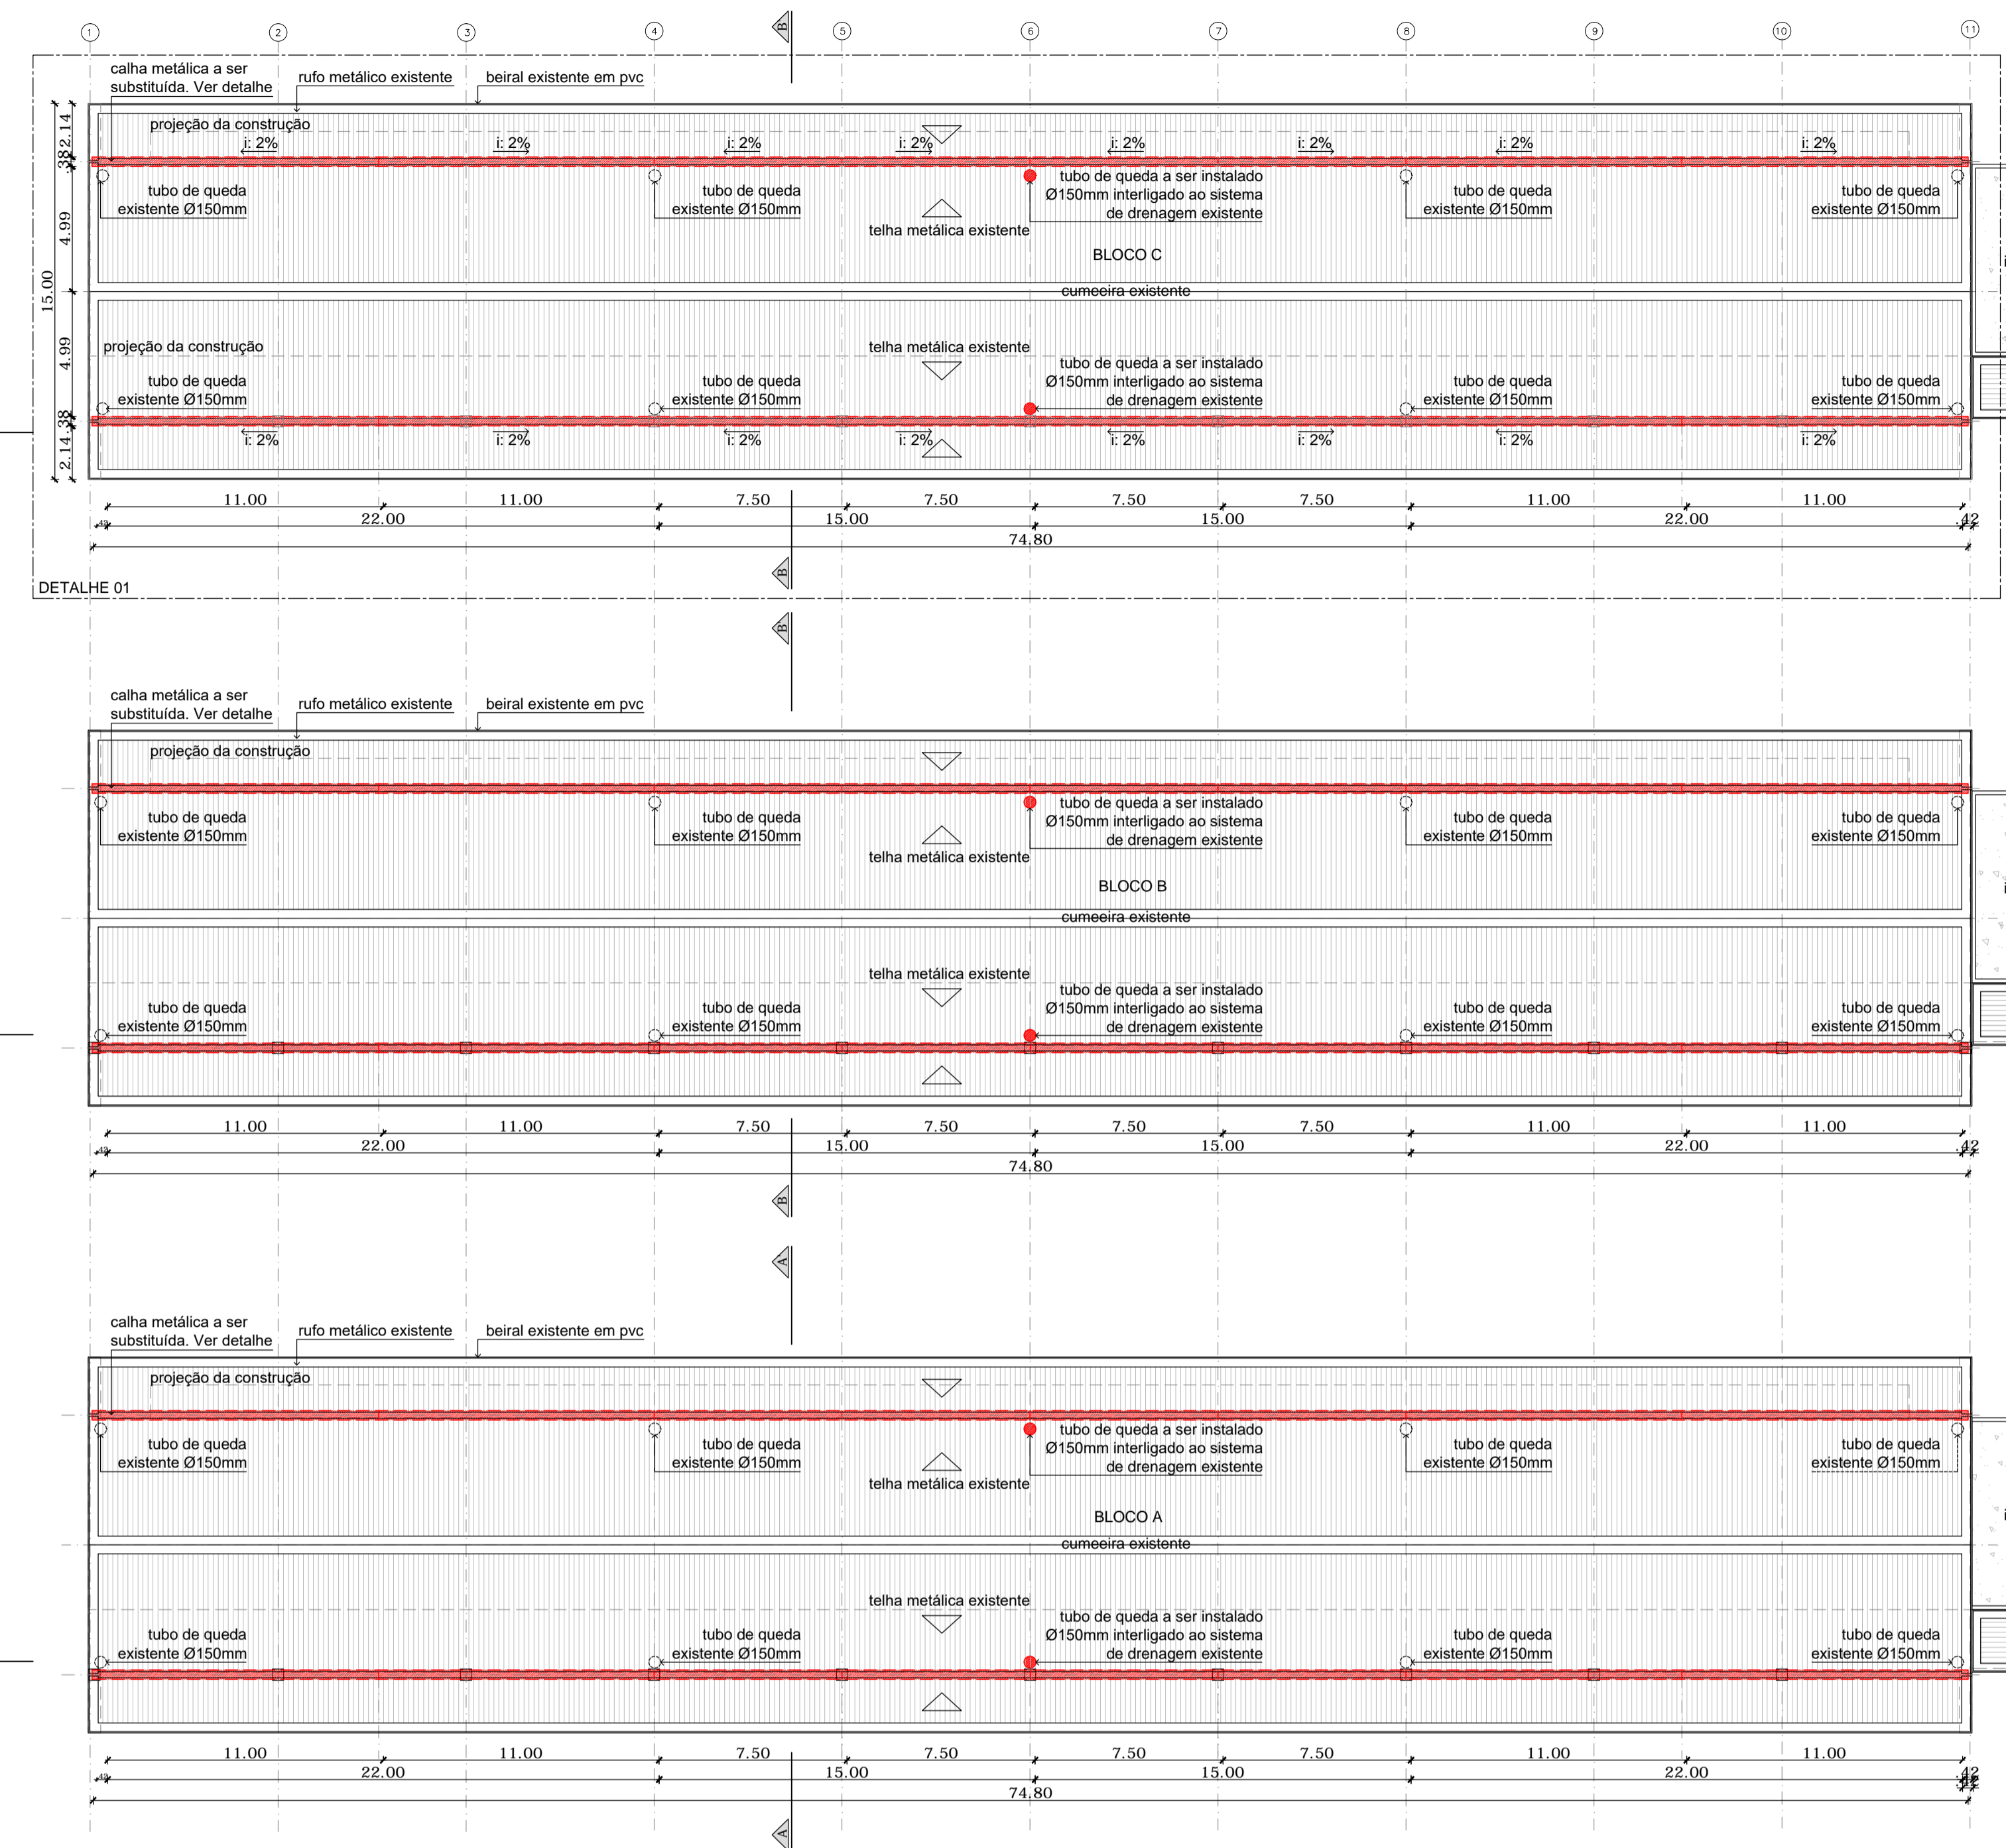 1
2
3
4
B
5
6
7
8
9
10
11
calha metálica a ser
substituída. Ver detalhe
rufo metálico existente
beiral existente em pvc
projeção da construção
i: 2%
i: 2%
i: 2%
i: 2%
i: 2%
i: 2%
i: 2%
i: 2%
2.14
.38
4.99
15.00
4.99
.38
2.14
tubo de queda
existente Ø150mm
tubo de queda
existente Ø150mm
tubo de queda a ser instalado
Ø150mm interligado ao sistema
de drenagem existente
tubo de queda
existente Ø150mm
tubo de queda
existente Ø150mm
telha metálica existente
BLOCO C
cumeeira existente
projeção da construção
telha metálica existente
tubo de queda
existente Ø150mm
tubo de queda
existente Ø150mm
tubo de queda a ser instalado
Ø150mm interligado ao sistema
de drenagem existente
tubo de queda
existente Ø150mm
tubo de queda
existente Ø150mm
i: 2%
i: 2%
i: 2%
i: 2%
i: 2%
i: 2%
i: 2%
i: 2%
11.00
11.00
7.50
7.50
7.50
7.50
11.00
11.00
.42
22.00
15.00
15.00
22.00
.42
74.80
B
DETALHE 01
B
calha metálica a ser
substituída. Ver detalhe
rufo metálico existente
beiral existente em pvc
projeção da construção
tubo de queda
existente Ø150mm
tubo de queda
existente Ø150mm
tubo de queda a ser instalado
Ø150mm interligado ao sistema
de drenagem existente
tubo de queda
existente Ø150mm
tubo de queda
existente Ø150mm
telha metálica existente
BLOCO B
cumeeira existente
telha metálica existente
tubo de queda
existente Ø150mm
tubo de queda
existente Ø150mm
tubo de queda a ser instalado
Ø150mm interligado ao sistema
de drenagem existente
tubo de queda
existente Ø150mm
tubo de queda
existente Ø150mm
11.00
11.00
7.50
7.50
7.50
7.50
11.00
11.00
.42
22.00
15.00
15.00
22.00
.42
74.80
B
A
calha metálica a ser
substituída. Ver detalhe
rufo metálico existente
beiral existente em pvc
projeção da construção
tubo de queda
existente Ø150mm
tubo de queda
existente Ø150mm
tubo de queda a ser instalado
Ø150mm interligado ao sistema
de drenagem existente
tubo de queda
existente Ø150mm
tubo de queda
existente Ø150mm
telha metálica existente
BLOCO A
cumeeira existente
telha metálica existente
tubo de queda
existente Ø150mm
tubo de queda
existente Ø150mm
tubo de queda a ser instalado
Ø150mm interligado ao sistema
de drenagem existente
tubo de queda
existente Ø150mm
tubo de queda
existente Ø150mm
11.00
11.00
7.50
7.50
7.50
7.50
11.00
11.00
.42
22.00
15.00
15.00
22.00
.42
74.80
A